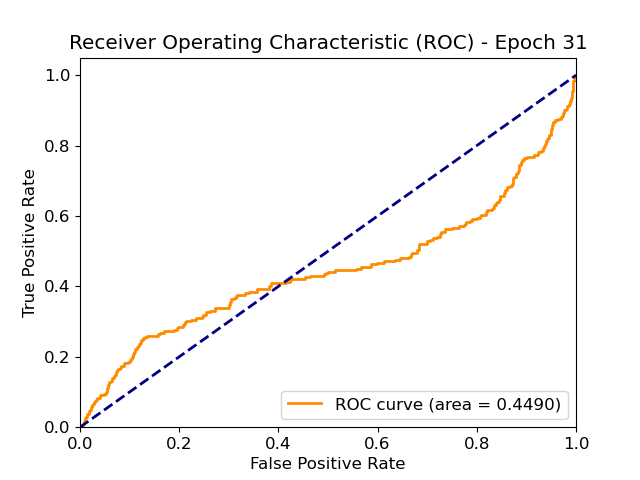 Receiver Operating Characteristic (ROC) - Epoch 31
True Positive Rate
1.0
0.8
0.6
0.4
0.2
0.0
ROC curve (area = 0.4490)
0.0 0.2 0.4 0.6 0.8 1.0
False Positive Rate